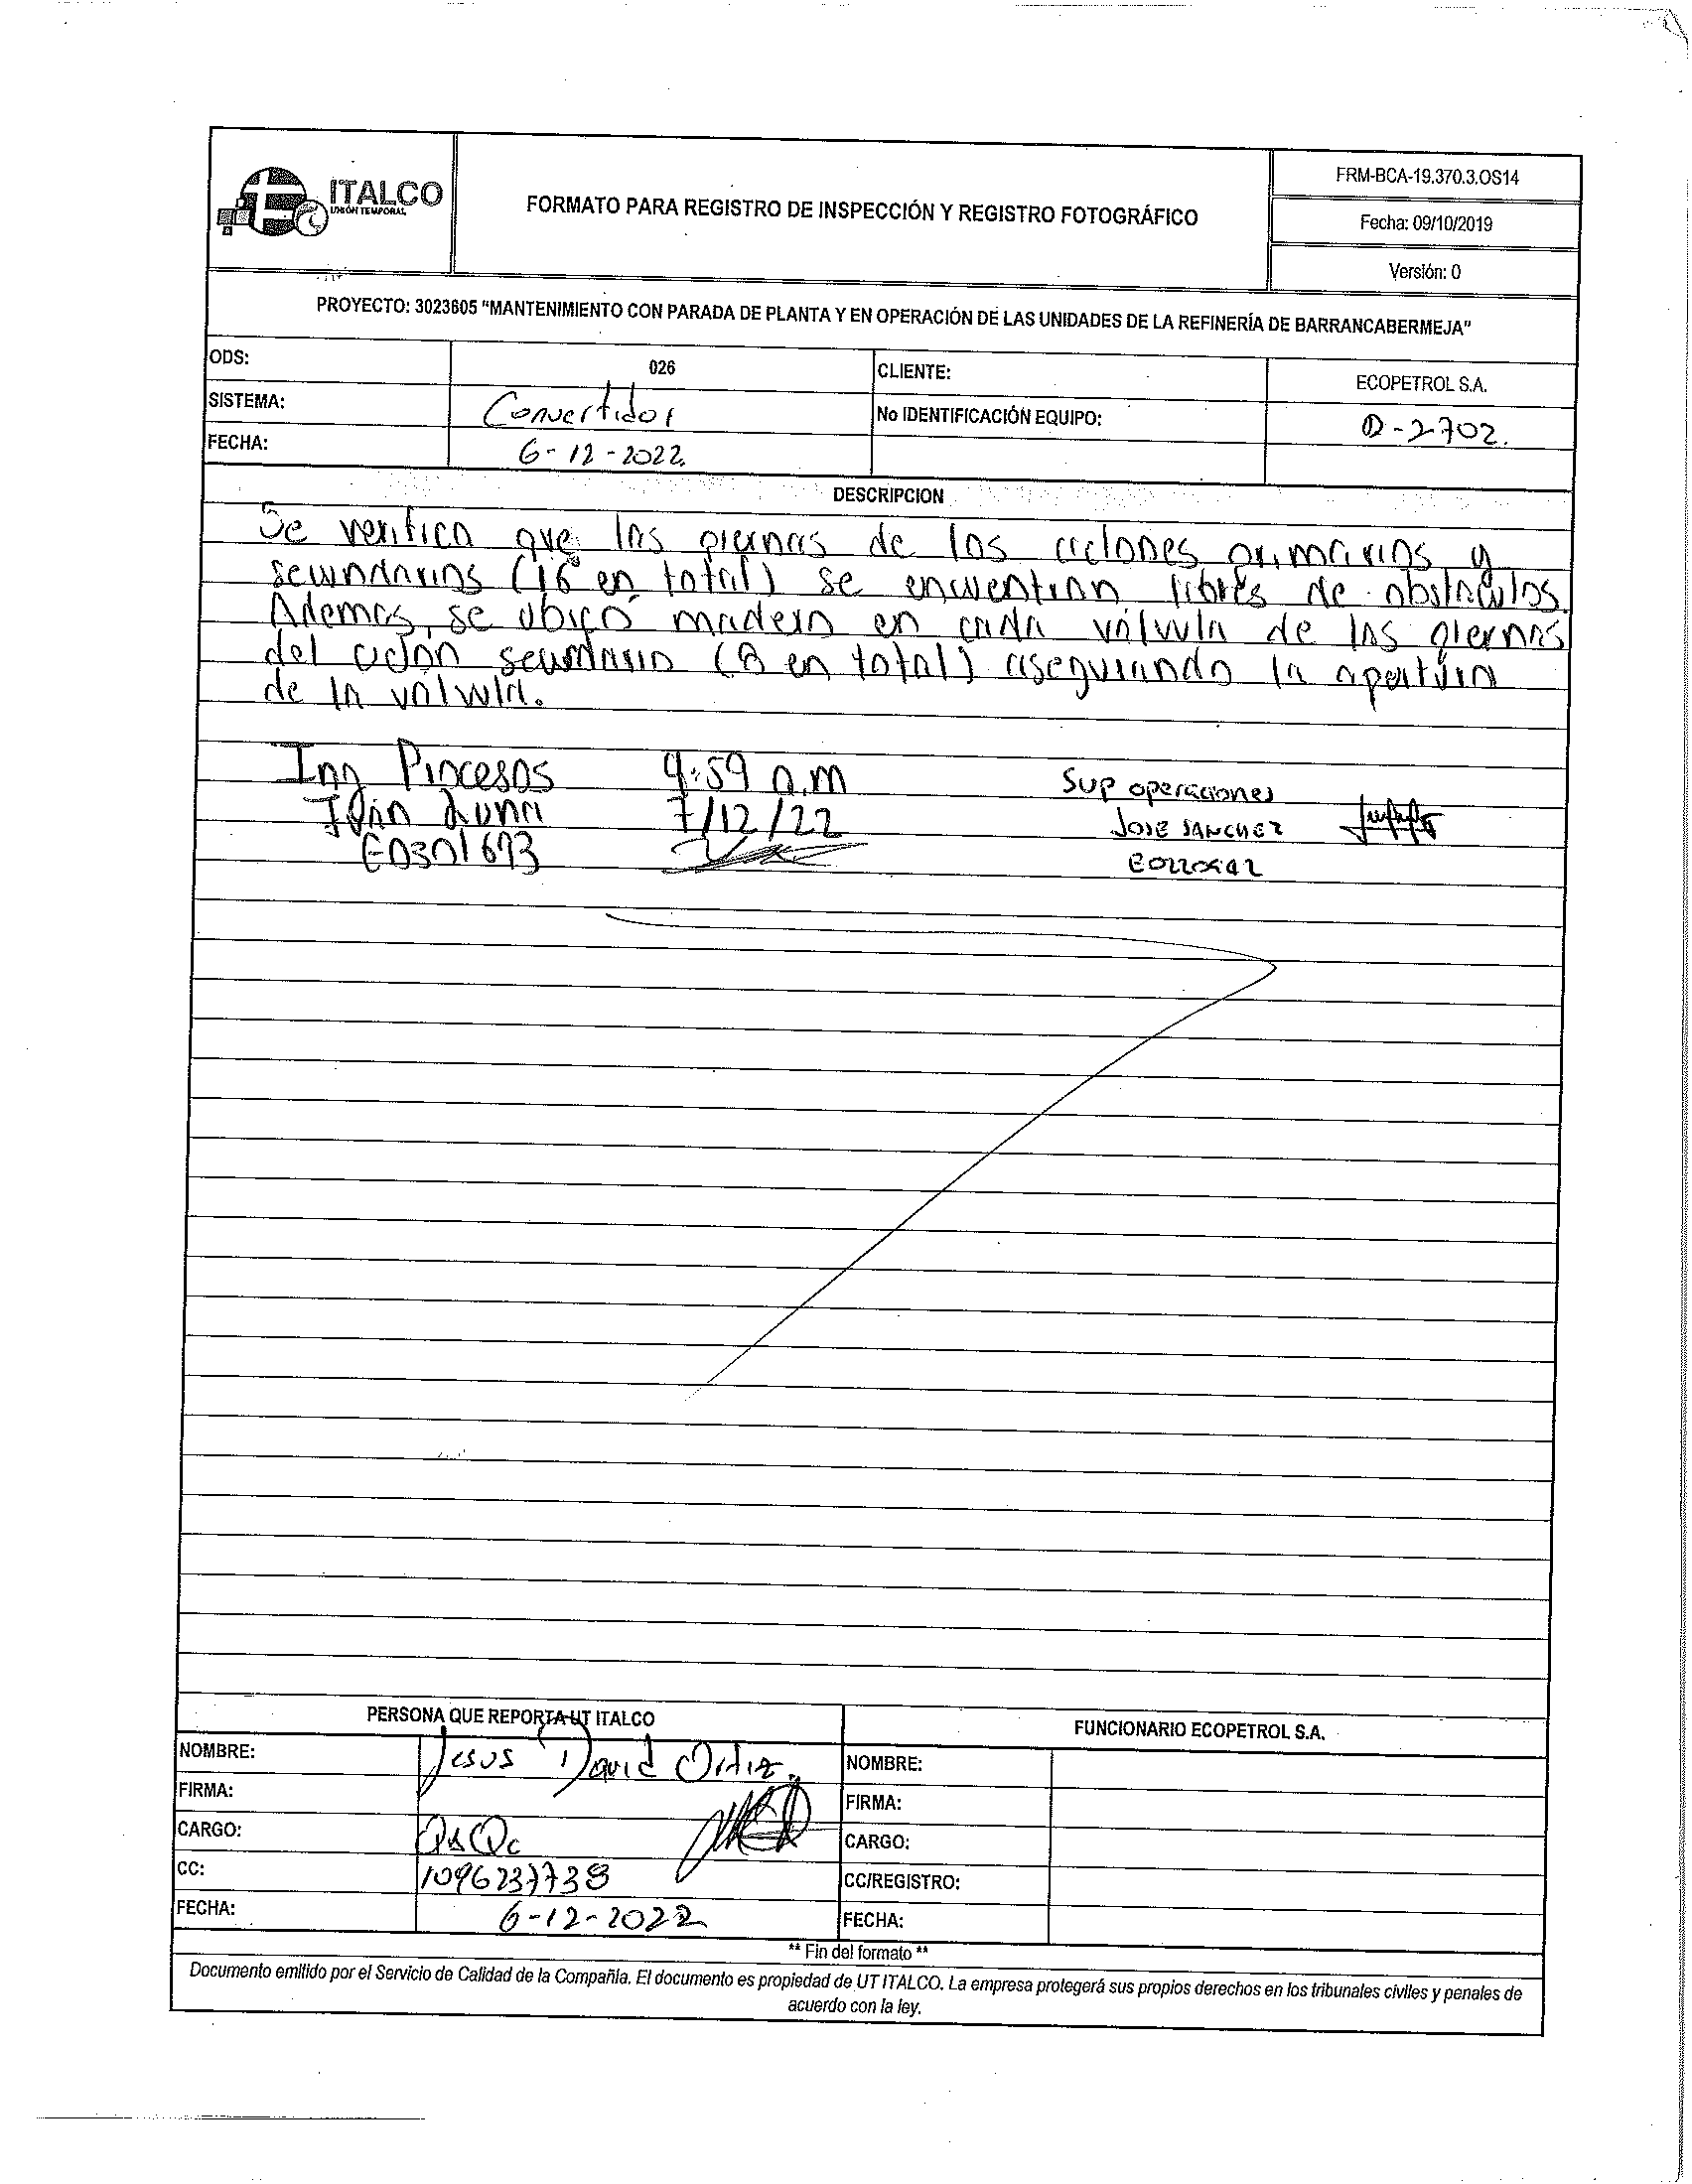 ITALCO
UNIÓN TEMPORAL
FORMATO PARA REGISTRO DE INSPECCIÓN Y REGISTRO FOTOGRÁFICO
FRM-BCA-19.370.3.OS14
Fecha: 09/10/2019
Versión: 0
PROYECTO: 3023605 "MANTENIMIENTO CON PARADA DE PLANTA Y EN OPERACIÓN DE LAS UNIDADES DE LA REFINERÍA DE BARRANCABERMEJA"
ODS: 026 CLIENTE: ECOPETROL S.A.
SISTEMA: Convertidor No IDENTIFICACIÓN EQUIPO: D-2702.
FECHA: 6-12-2022.
DESCRIPCION
Se verifica que las piernas de los ciclones primarios y
secundarios (16 en total) se encuentran libres de obstáculos.
Ademas, se ubicó madera en cada válvula de las piernas
del ciclón secundario (8 en total) asegurando la apertura
de la válvula.
Ing Procesos 9:59 a.m Sup operaciones
Iván Luna 7/12/22 JOSE SANCHEZ
E0301693
PERSONA QUE REPORTA UT ITALCO FUNCIONARIO ECOPETROL S.A.
NOMBRE: Jesus David Ortiz. NOMBRE:
FIRMA: FIRMA:
CARGO: QAQc CARGO:
CC: 1096237738 CC/REGISTRO:
FECHA: 6-12-2022 FECHA:
** Fin del formato **
Documento emitido por el Servicio de Calidad de la Compañía. El documento es propiedad de UT ITALCO. La empresa protegerá sus propios derechos en los tribunales civiles y penales de
acuerdo con la ley.